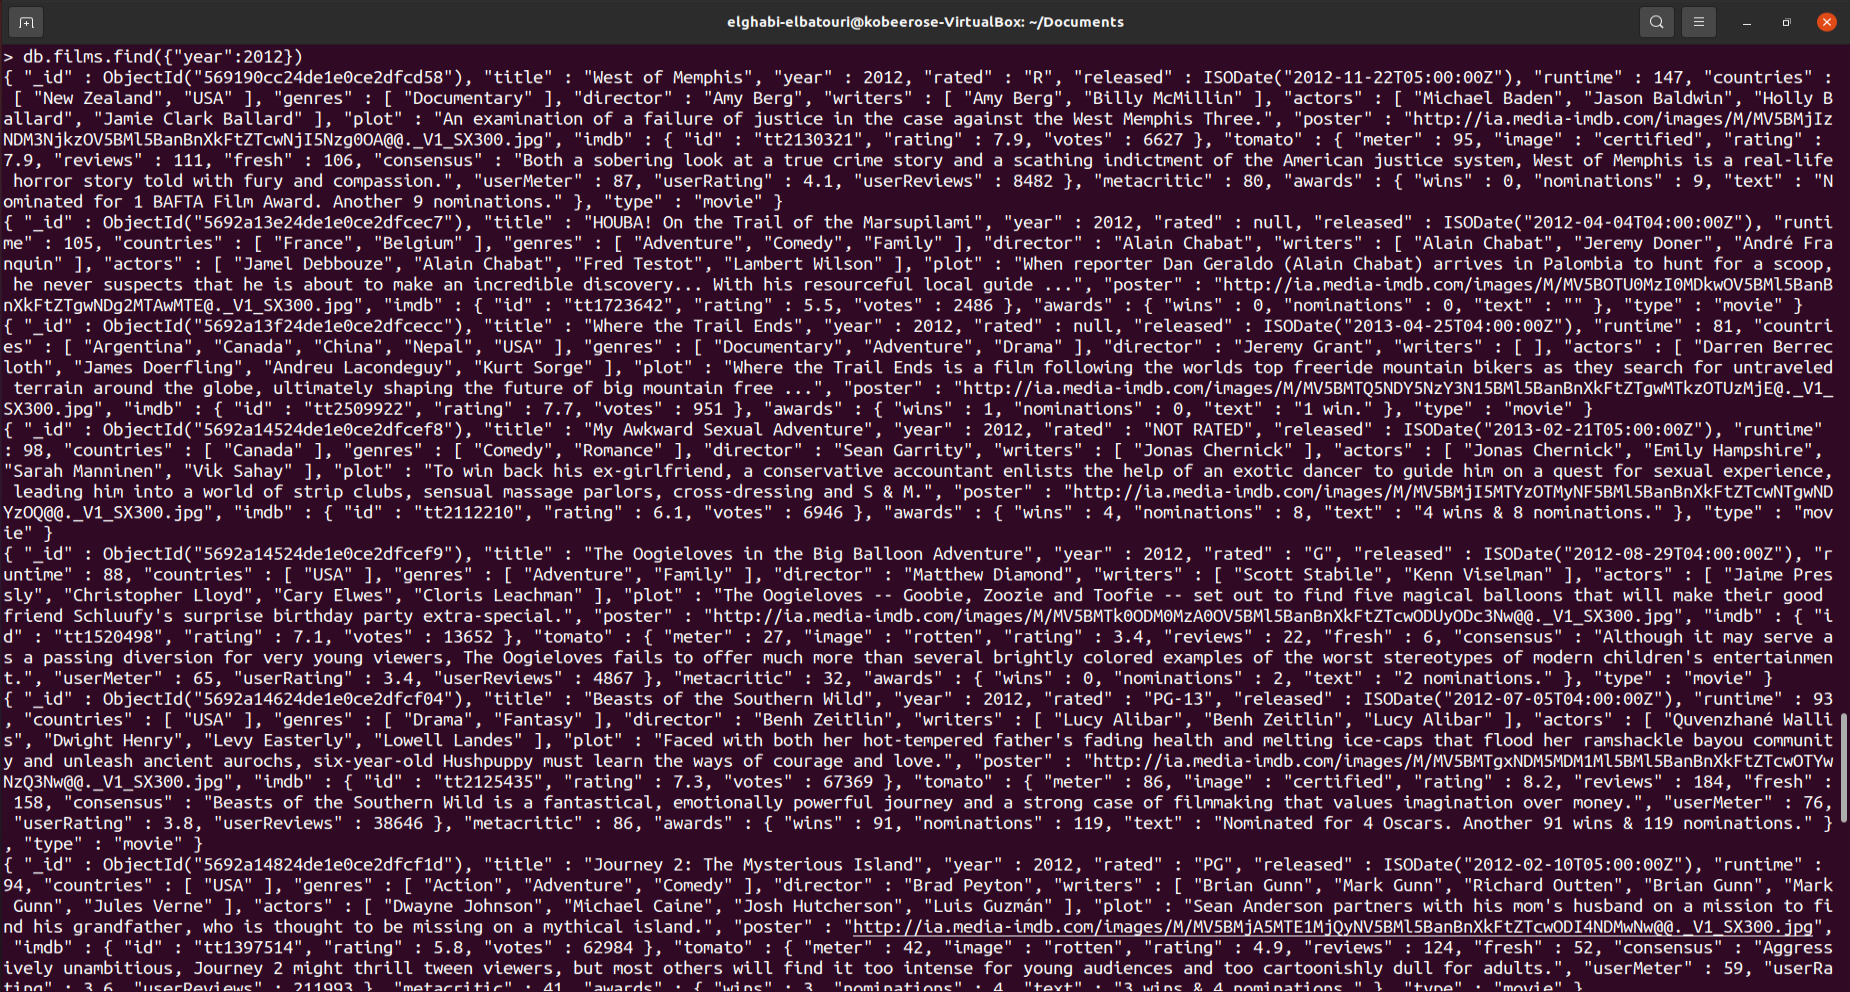 elghabi-elbatouri@kobeerose-VirtualBox: ~/Documents
> db.films.find({"year":2012})
{ "_id" : ObjectId("569190cc24de1e0ce2dfcd58"), "title" : "West of Memphis", "year" : 2012, "rated" : "R", "released" : ISODate("2012-11-22T05:00:00Z"), "runtime" : 147, "countries" :
 [ "New Zealand", "USA" ], "genres" : [ "Documentary" ], "director" : "Amy Berg", "writers" : [ "Amy Berg", "Billy McMillin" ], "actors" : [ "Michael Baden", "Jason Baldwin", "Holly B
allard", "Jamie Clark Ballard" ], "plot" : "An examination of a failure of justice in the case against the West Memphis Three.", "poster" : "http://ia.media-imdb.com/images/M/MV5BMjIz
NDM3NjkzOV5BMl5BanBnXkFtZTcwNjI5Nzg0OA@@._V1_SX300.jpg", "imdb" : { "id" : "tt2130321", "rating" : 7.9, "votes" : 6627 }, "tomato" : { "meter" : 95, "image" : "certified", "rating" :
7.9, "reviews" : 111, "fresh" : 106, "consensus" : "Both a sobering look at a true crime story and a scathing indictment of the American justice system, West of Memphis is a real-life
 horror story told with fury and compassion.", "userMeter" : 87, "userRating" : 4.1, "userReviews" : 8482 }, "metacritic" : 80, "awards" : { "wins" : 0, "nominations" : 9, "text" : "N
ominated for 1 BAFTA Film Award. Another 9 nominations." }, "type" : "movie" }
{ "_id" : ObjectId("5692a13e24de1e0ce2dfcec7"), "title" : "HOUBA! On the Trail of the Marsupilami", "year" : 2012, "rated" : null, "released" : ISODate("2012-04-04T04:00:00Z"), "runti
me" : 105, "countries" : [ "France", "Belgium" ], "genres" : [ "Adventure", "Comedy", "Family" ], "director" : "Alain Chabat", "writers" : [ "Alain Chabat", "Jeremy Doner", "André Fra
nquin" ], "actors" : [ "Jamel Debbouze", "Alain Chabat", "Fred Testot", "Lambert Wilson" ], "plot" : "When reporter Dan Geraldo (Alain Chabat) arrives in Palombia to hunt for a scoop,
 he never suspects that he is about to make an incredible discovery... With his resourceful local guide ...", "poster" : "http://ia.media-imdb.com/images/M/MV5BOTU0MzI0MDkwOV5BMl5BanB
nXkFtZTgwNDg2MTAwMTE@._V1_SX300.jpg", "imdb" : { "id" : "tt1723642", "rating" : 5.5, "votes" : 2486 }, "awards" : { "wins" : 0, "nominations" : 0, "text" : "" }, "type" : "movie" }
{ "_id" : ObjectId("5692a13f24de1e0ce2dfcecc"), "title" : "Where the Trail Ends", "year" : 2012, "rated" : null, "released" : ISODate("2013-04-25T04:00:00Z"), "runtime" : 81, "countri
es" : [ "Argentina", "Canada", "China", "Nepal", "USA" ], "genres" : [ "Documentary", "Adventure", "Drama" ], "director" : "Jeremy Grant", "writers" : [ ], "actors" : [ "Darren Berrec
loth", "James Doerfling", "Andreu Lacondeguy", "Kurt Sorge" ], "plot" : "Where the Trail Ends is a film following the worlds top freeride mountain bikers as they search for untraveled
 terrain around the globe, ultimately shaping the future of big mountain free ...", "poster" : "http://ia.media-imdb.com/images/M/MV5BMTQ5NDY5NzY3N15BMl5BanBnXkFtZTgwMTkzOTUzMjE@._V1_
SX300.jpg", "imdb" : { "id" : "tt2509922", "rating" : 7.7, "votes" : 951 }, "awards" : { "wins" : 1, "nominations" : 0, "text" : "1 win." }, "type" : "movie" }
{ "_id" : ObjectId("5692a14524de1e0ce2dfcef8"), "title" : "My Awkward Sexual Adventure", "year" : 2012, "rated" : "NOT RATED", "released" : ISODate("2013-02-21T05:00:00Z"), "runtime"
: 98, "countries" : [ "Canada" ], "genres" : [ "Comedy", "Romance" ], "director" : "Sean Garrity", "writers" : [ "Jonas Chernick" ], "actors" : [ "Jonas Chernick", "Emily Hampshire",
"Sarah Manninen", "Vik Sahay" ], "plot" : "To win back his ex-girlfriend, a conservative accountant enlists the help of an exotic dancer to guide him on a quest for sexual experience,
 leading him into a world of strip clubs, sensual massage parlors, cross-dressing and S & M.", "poster" : "http://ia.media-imdb.com/images/M/MV5BMjI5MTYzOTMyNF5BMl5BanBnXkFtZTcwNTgwND
YzOQ@@._V1_SX300.jpg", "imdb" : { "id" : "tt2112210", "rating" : 6.1, "votes" : 6946 }, "awards" : { "wins" : 4, "nominations" : 8, "text" : "4 wins & 8 nominations." }, "type" : "mov
ie" }
{ "_id" : ObjectId("5692a14524de1e0ce2dfcef9"), "title" : "The Oogieloves in the Big Balloon Adventure", "year" : 2012, "rated" : "G", "released" : ISODate("2012-08-29T04:00:00Z"), "r
untime" : 88, "countries" : [ "USA" ], "genres" : [ "Adventure", "Family" ], "director" : "Matthew Diamond", "writers" : [ "Scott Stabile", "Kenn Viselman" ], "actors" : [ "Jaime Pres
sly", "Christopher Lloyd", "Cary Elwes", "Cloris Leachman" ], "plot" : "The Oogieloves -- Goobie, Zoozie and Toofie -- set out to find five magical balloons that will make their good
friend Schluufy's surprise birthday party extra-special.", "poster" : "http://ia.media-imdb.com/images/M/MV5BMTk0ODM0MzA0OV5BMl5BanBnXkFtZTcwODUyODc3Nw@@._V1_SX300.jpg", "imdb" : { "i
d" : "tt1520498", "rating" : 7.1, "votes" : 13652 }, "tomato" : { "meter" : 27, "image" : "rotten", "rating" : 3.4, "reviews" : 22, "fresh" : 6, "consensus" : "Although it may serve a
s a passing diversion for very young viewers, The Oogieloves fails to offer much more than several brightly colored examples of the worst stereotypes of modern children's entertainmen
t.", "userMeter" : 65, "userRating" : 3.4, "userReviews" : 4867 }, "metacritic" : 32, "awards" : { "wins" : 0, "nominations" : 2, "text" : "2 nominations." }, "type" : "movie" }
{ "_id" : ObjectId("5692a14624de1e0ce2dfcf04"), "title" : "Beasts of the Southern Wild", "year" : 2012, "rated" : "PG-13", "released" : ISODate("2012-07-05T04:00:00Z"), "runtime" : 93
, "countries" : [ "USA" ], "genres" : [ "Drama", "Fantasy" ], "director" : "Benh Zeitlin", "writers" : [ "Lucy Alibar", "Benh Zeitlin", "Lucy Alibar" ], "actors" : [ "Quvenzhané Walli
s", "Dwight Henry", "Levy Easterly", "Lowell Landes" ], "plot" : "Faced with both her hot-tempered father's fading health and melting ice-caps that flood her ramshackle bayou communit
y and unleash ancient aurochs, six-year-old Hushpuppy must learn the ways of courage and love.", "poster" : "http://ia.media-imdb.com/images/M/MV5BMTgxNDM5MDM1Ml5BMl5BanBnXkFtZTcwOTYw
NzQ3Nw@@._V1_SX300.jpg", "imdb" : { "id" : "tt2125435", "rating" : 7.3, "votes" : 67369 }, "tomato" : { "meter" : 86, "image" : "certified", "rating" : 8.2, "reviews" : 184, "fresh" :
 158, "consensus" : "Beasts of the Southern Wild is a fantastical, emotionally powerful journey and a strong case of filmmaking that values imagination over money.", "userMeter" : 76,
 "userRating" : 3.8, "userReviews" : 38646 }, "metacritic" : 86, "awards" : { "wins" : 91, "nominations" : 119, "text" : "Nominated for 4 Oscars. Another 91 wins & 119 nominations." }
, "type" : "movie" }
{ "_id" : ObjectId("5692a14824de1e0ce2dfcf1d"), "title" : "Journey 2: The Mysterious Island", "year" : 2012, "rated" : "PG", "released" : ISODate("2012-02-10T05:00:00Z"), "runtime" :
94, "countries" : [ "USA" ], "genres" : [ "Action", "Adventure", "Comedy" ], "director" : "Brad Peyton", "writers" : [ "Brian Gunn", "Mark Gunn", "Richard Outten", "Brian Gunn", "Mark
 Gunn", "Jules Verne" ], "actors" : [ "Dwayne Johnson", "Michael Caine", "Josh Hutcherson", "Luis Guzmán" ], "plot" : "Sean Anderson partners with his mom's husband on a mission to fi
nd his grandfather, who is thought to be missing on a mythical island.", "poster" : "http://ia.media-imdb.com/images/M/MV5BMjA5MTE1MjQyNV5BMl5BanBnXkFtZTcwODI4NDMwNw@@._V1_SX300.jpg",
 "imdb" : { "id" : "tt1397514", "rating" : 5.8, "votes" : 62984 }, "tomato" : { "meter" : 42, "image" : "rotten", "rating" : 4.9, "reviews" : 124, "fresh" : 52, "consensus" : "Aggress
ively unambitious, Journey 2 might thrill tween viewers, but most others will find it too intense for young audiences and too cartoonishly dull for adults.", "userMeter" : 59, "userRa
ting" : 3.6, "userReviews" : 211993 }, "metacritic" : 41, "awards" : { "wins" : 3, "nominations" : 4, "text" : "3 wins & 4 nominations." }, "type" : "movie" }